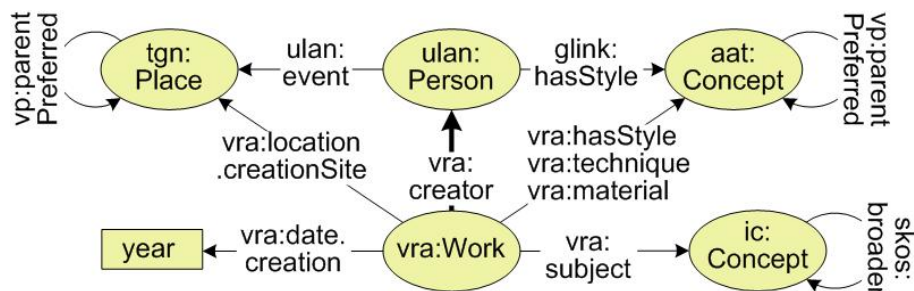 vp:parent
Preferred
tgn:
Place
ulan:
event
ulan:
Person
glink:
hasStyle
aat:
Concept
vp:parent
Preferred
vra:location
.creationSite
vra:
creator
vra:hasStyle
vra:technique
vra:material
year
vra:date.
creation
vra:Work
vra:
subject
ic:
Concept
skos:
broader